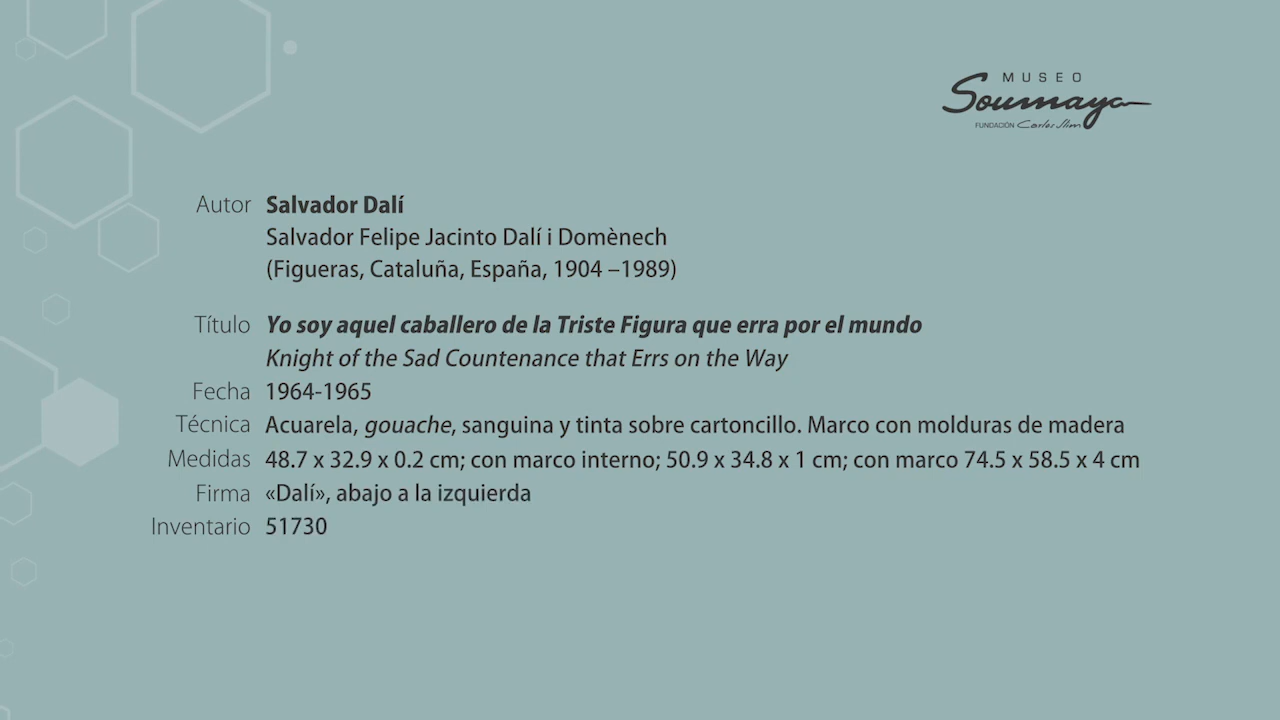 MUSEO
Soumaya
FUNDACIÓN Carlos Slim
Autor Salvador Dalí
Salvador Felipe Jacinto Dalí i Domènech
(Figueras, Cataluña, España, 1904 –1989)
Título Yo soy aquel caballero de la Triste Figura que erra por el mundo
Knight of the Sad Countenance that Errs on the Way
Fecha 1964-1965
Técnica Acuarela, gouache, sanguina y tinta sobre cartoncillo. Marco con molduras de madera
Medidas 48.7 x 32.9 x 0.2 cm; con marco interno; 50.9 x 34.8 x 1 cm; con marco 74.5 x 58.5 x 4 cm
Firma «Dalí», abajo a la izquierda
Inventario 51730